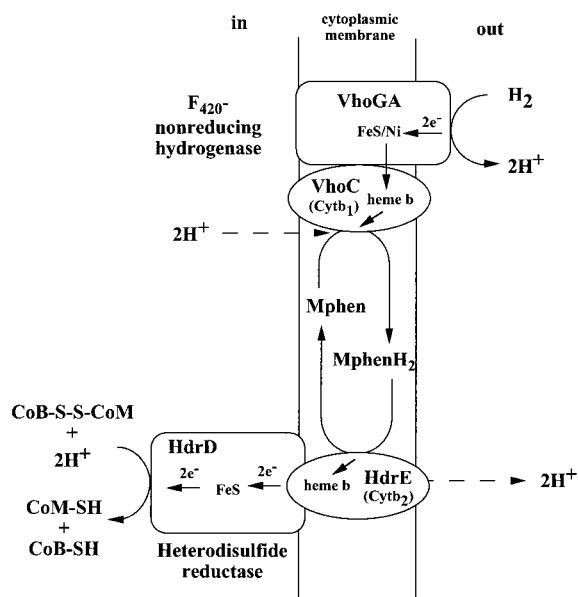 in
cytoplasmic
membrane
out
F₄₂₀-
nonreducing
hydrogenase
VhoGA
FeS/Ni
2e⁻
H₂
2H⁺
VhoC
(Cytb₁)
heme b
2H⁺
Mphen
MphenH₂
CoB-S-S-CoM
+
2H⁺
CoM-SH
+
CoB-SH
HdrD
2e⁻
FeS
2e⁻
heme b
HdrE
(Cytb₂)
2H⁺
Heterodisulfide
reductase